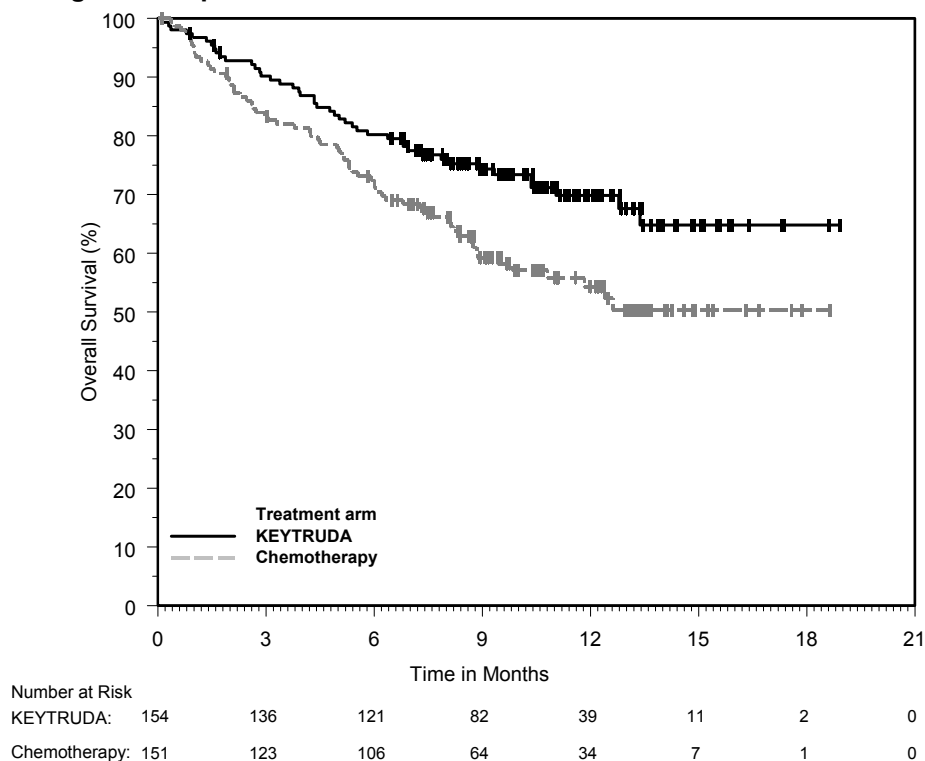 100
90
80
70
60
50
40
30
20
10
0
Overall Survival (%)
Treatment arm
KEYTRUDA
Chemotherapy
0 3 6 9 12 15 18 21
Time in Months
Number at Risk
KEYTRUDA: 154 136 121 82 39 11 2 0
Chemotherapy: 151 123 106 64 34 7 1 0